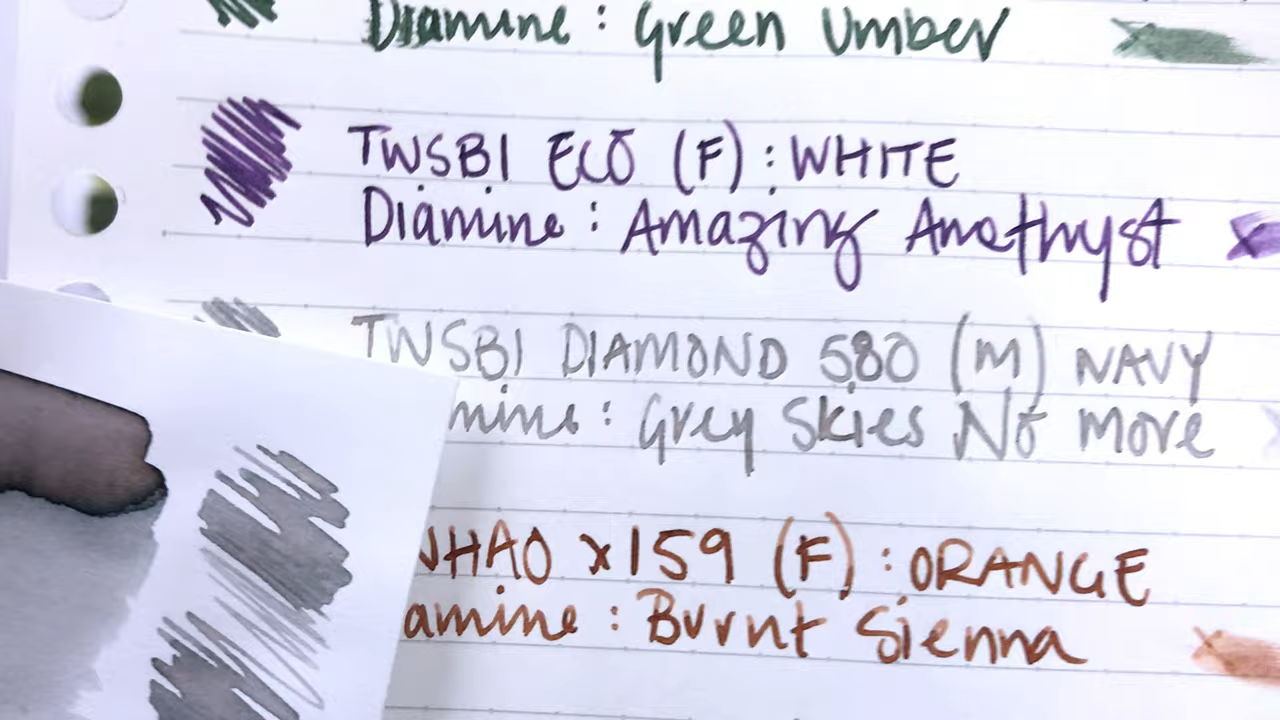 Diamine : Green Umber
TWSBI ECO (F) : WHITE
Diamine : Amazing Amethyst
TWSBI DIAMOND 580 (M) NAVY
mine : Grey Skies No More
NHAO x159 (F) : ORANGE
amine : Burnt Sienna